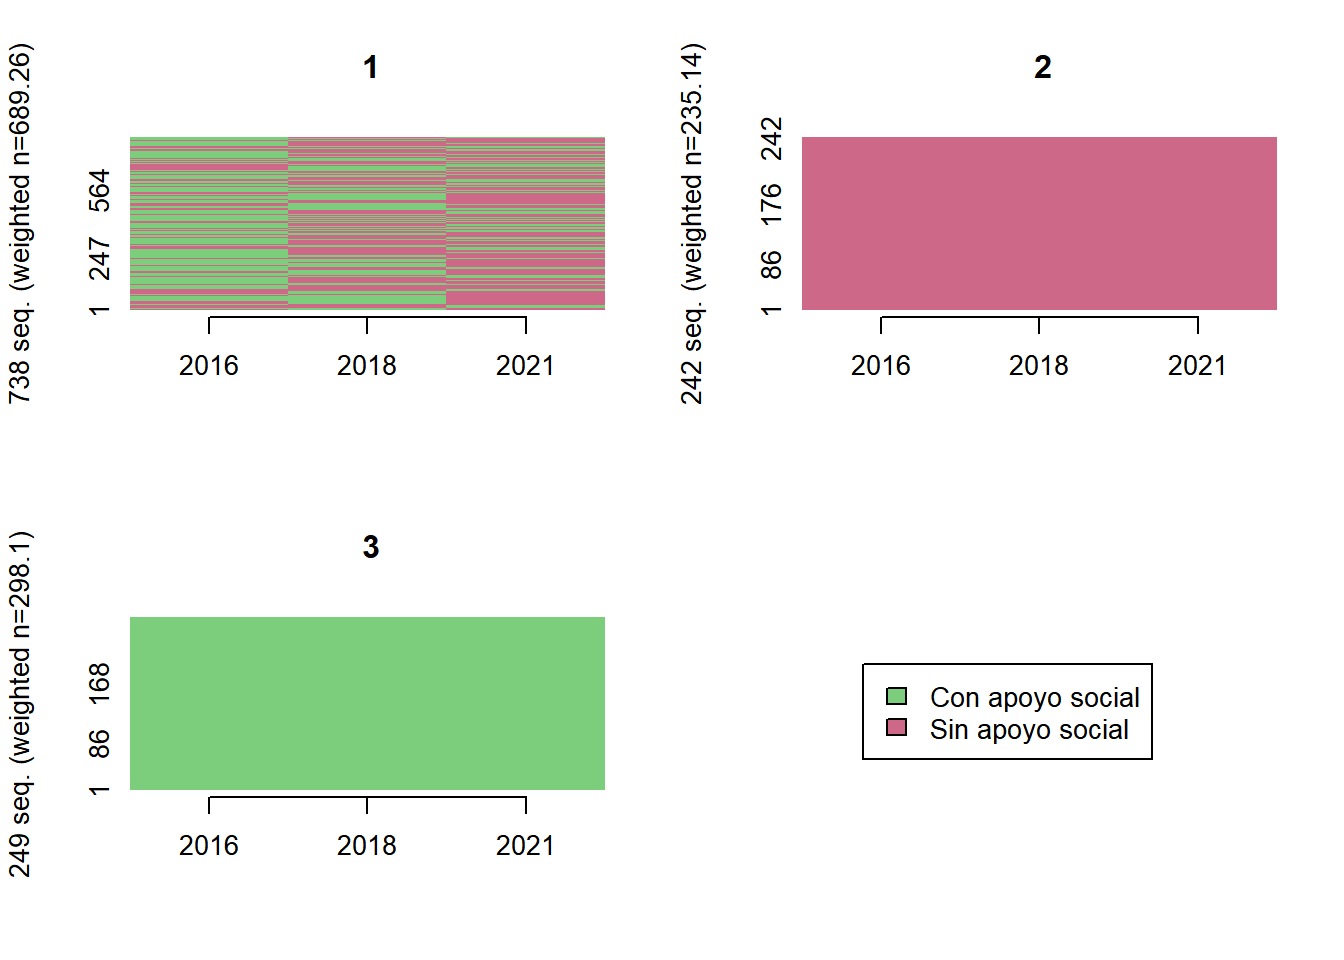 1
738 seq. (weighted n=689.26)
564
247
1
2016 2018 2021
2
242 seq. (weighted n=235.14)
242
176
86
1
2016 2018 2021
3
249 seq. (weighted n=298.1)
168
86
1
2016 2018 2021
Con apoyo social
Sin apoyo social